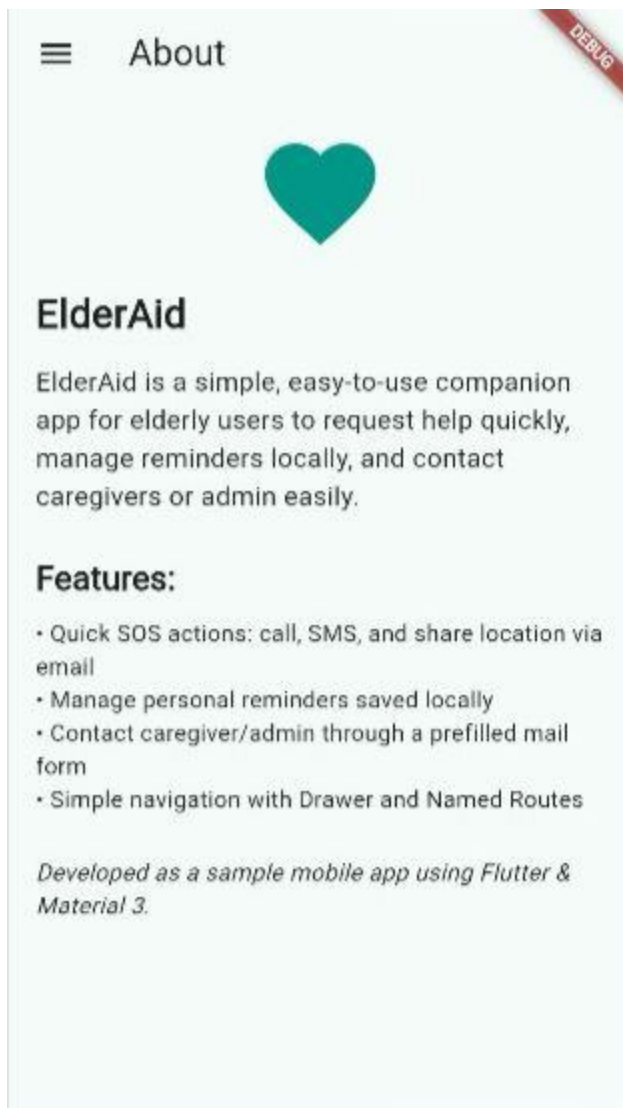 About
DEBUG
ElderAid
ElderAid is a simple, easy-to-use companion
app for elderly users to request help quickly,
manage reminders locally, and contact
caregivers or admin easily.
Features:
• Quick SOS actions: call, SMS, and share location via
email
• Manage personal reminders saved locally
• Contact caregiver/admin through a prefilled mail
form
• Simple navigation with Drawer and Named Routes
Developed as a sample mobile app using Flutter &
Material 3.